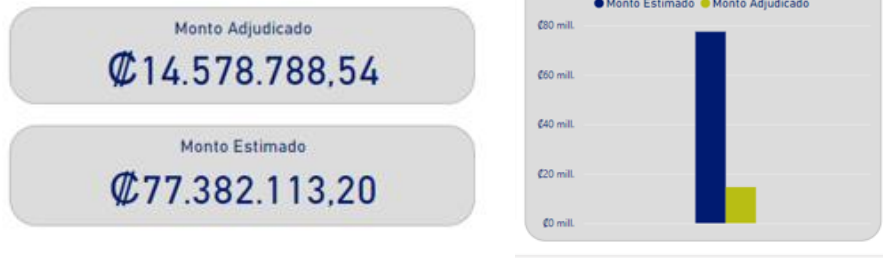 Monto Adjudicado
₡14.578.788,54
Monto Estimado
₡77.382.113,20
Monto Estimado Monto Adjudicado
₡80 mill.
₡60 mill.
₡40 mill.
₡20 mill.
₡0 mill.